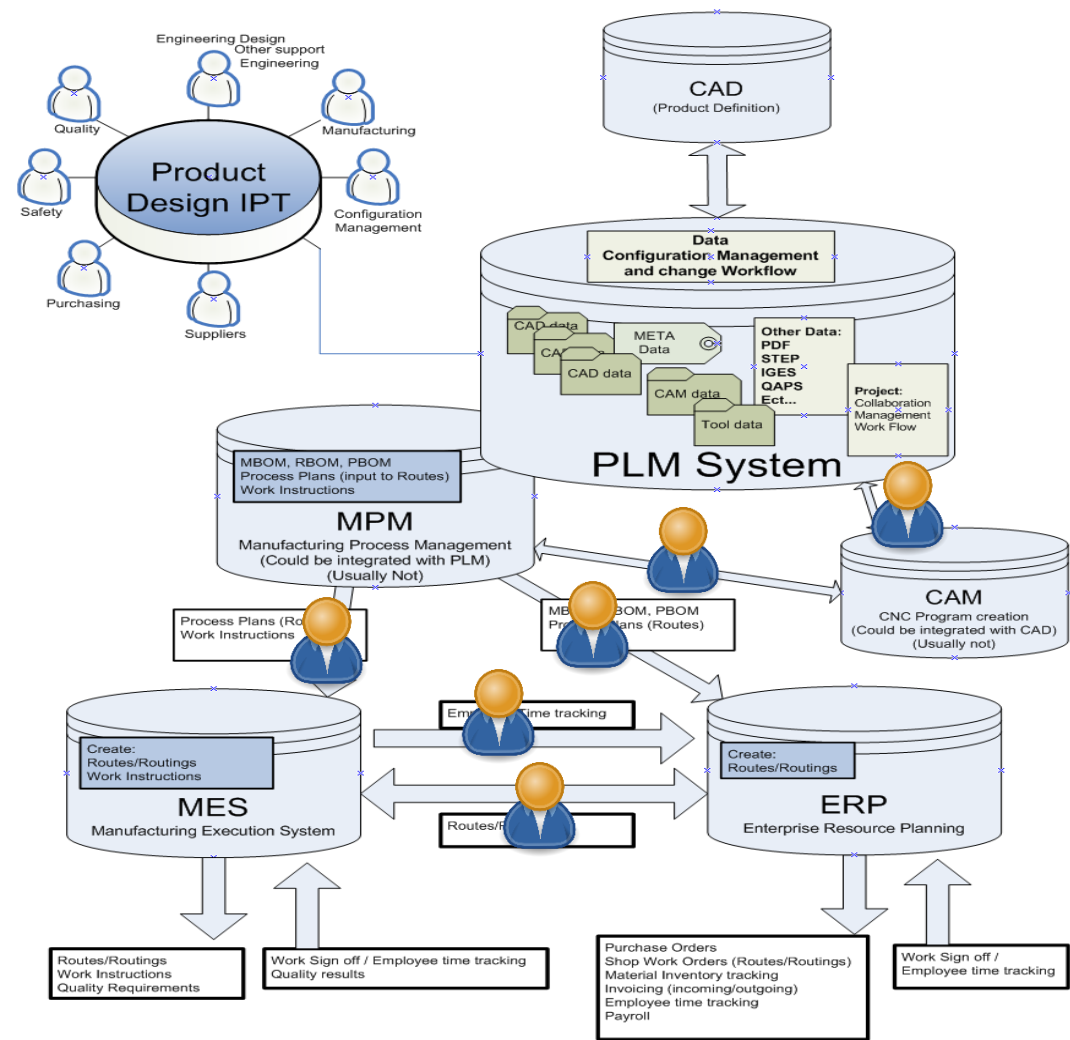 Engineering Design
Other support
Engineering
Quality
Manufacturing
Product
Design IPT
Safety
Configuration
Management
Purchasing
Suppliers
CAD
(Product Definition)
Data
Configuration Management
and change Workflow
CAD data
CAD data
META
Data
CAM data
Tool data
Other Data:
PDF
STEP
IGES
QAPS
Ect...
Project:
Collaboration
Management
Work Flow
PLM System
MBOM, RBOM, PBOM
Process Plans (input to Routes)
Work Instructions
MPM
Manufacturing Process Management
(Could be integrated with PLM)
(Usually Not)
CAM
CNC Program creation
(Could be integrated with CAD)
(Usually not)
Process Plans
Work Instructions
PBOM
(Routes)
Time tracking
Create:
Routes/Routings
Work Instructions
MES
Manufacturing Execution System
Create:
Routes/Routings
ERP
Enterprise Resource Planning
Routes/
Routes/Routings
Work Instructions
Quality Requirements
Work Sign off / Employee time tracking
Quality results
Purchase Orders
Shop Work Orders (Routes/Routings)
Material Inventory tracking
Invoicing (incoming/outgoing)
Employee time tracking
Payroll
Work Sign off /
Employee time tracking